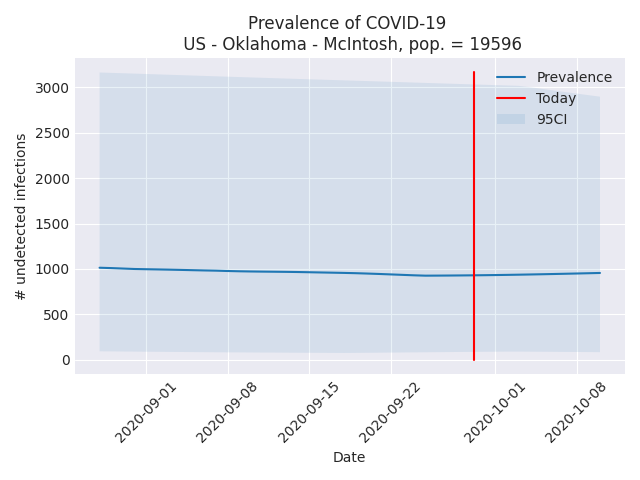 Prevalence of COVID-19
US - Oklahoma - McIntosh, pop. = 19596
Prevalence
Today
95CI
3000
2500
2000
1500
1000
500
0
# undetected infections
2020-09-01
2020-09-08
2020-09-15
2020-09-22
2020-10-01
2020-10-08
Date